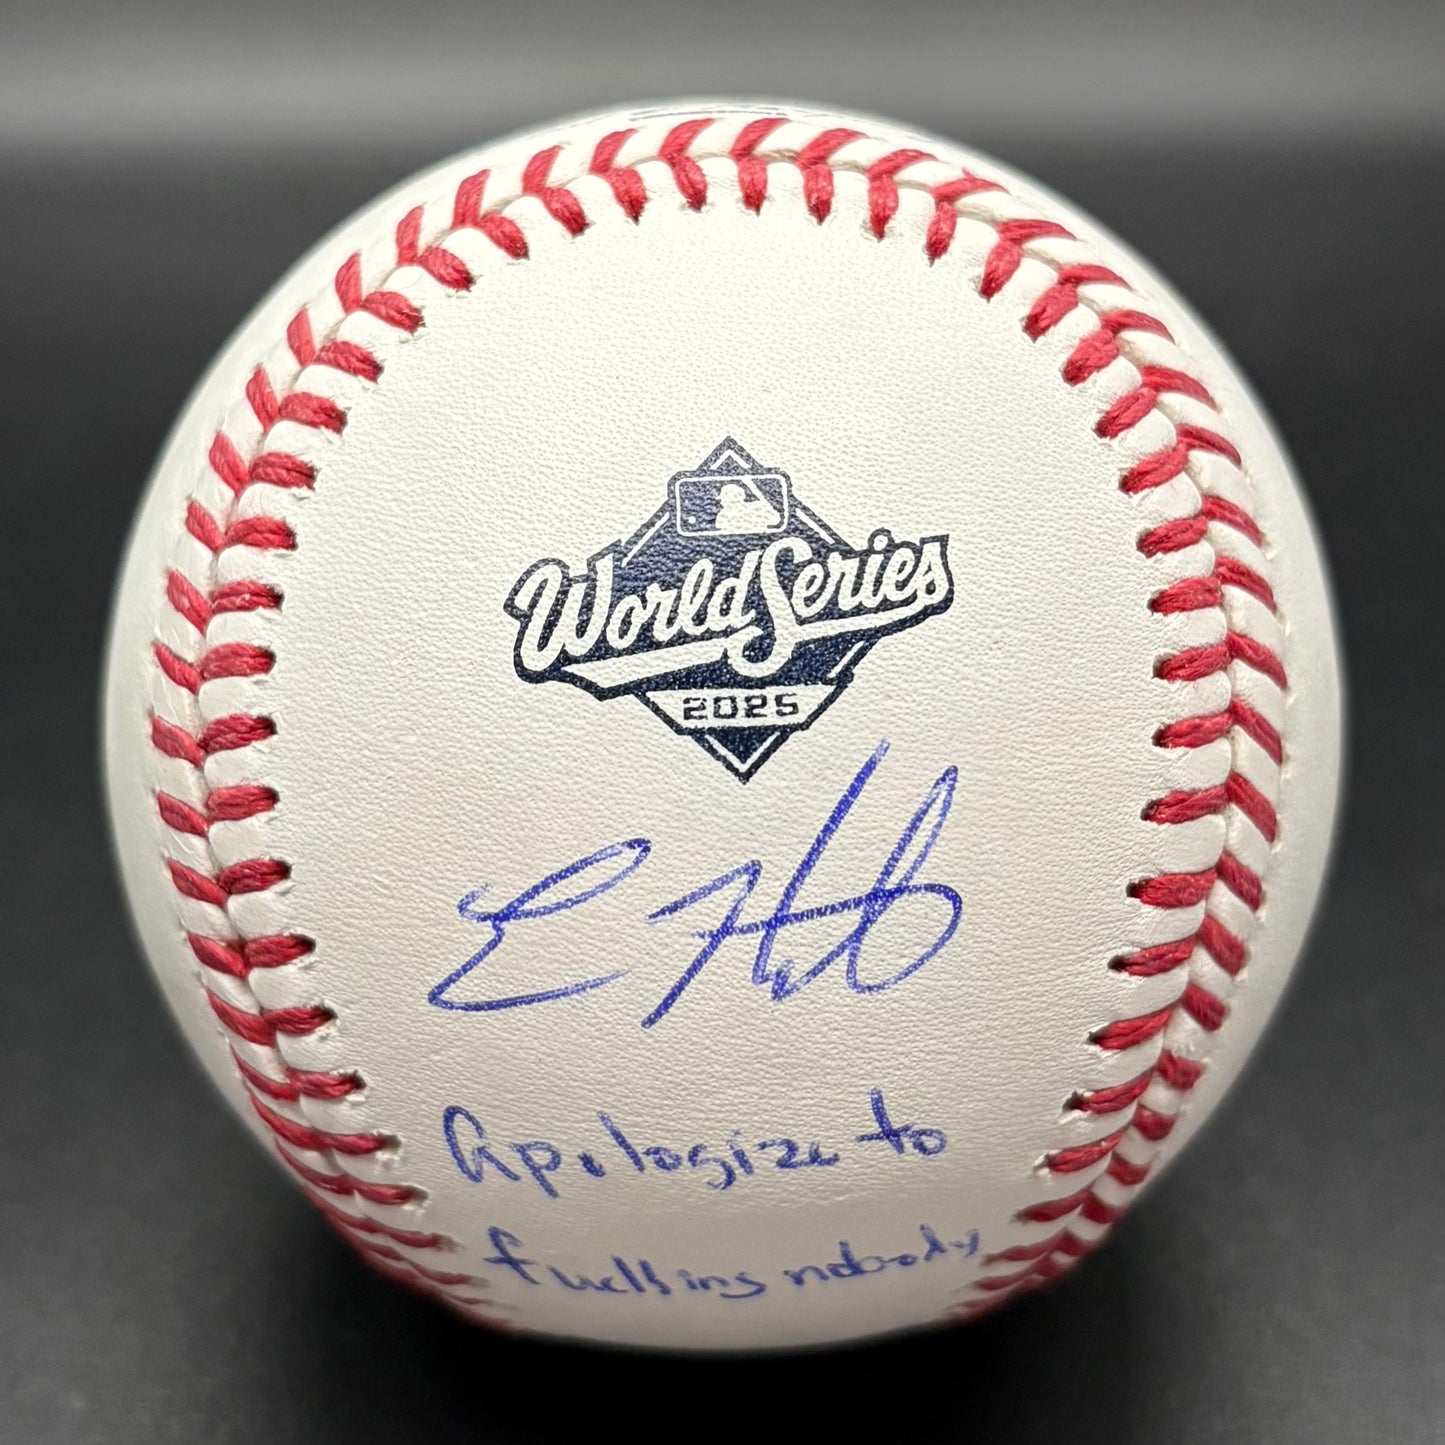 World Series
2025
Apologize to
fucking nobody